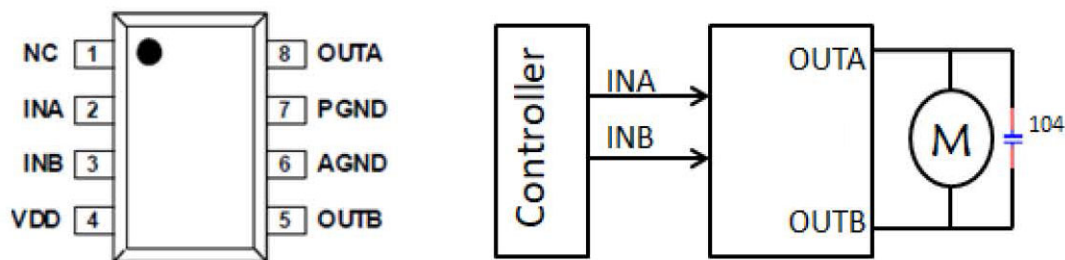 NC 1 8 OUTA
INA 2 7 PGND
INB 3 6 AGND
VDD 4 5 OUTB
Controller
INA
INB
OUTA
OUTB
M
104